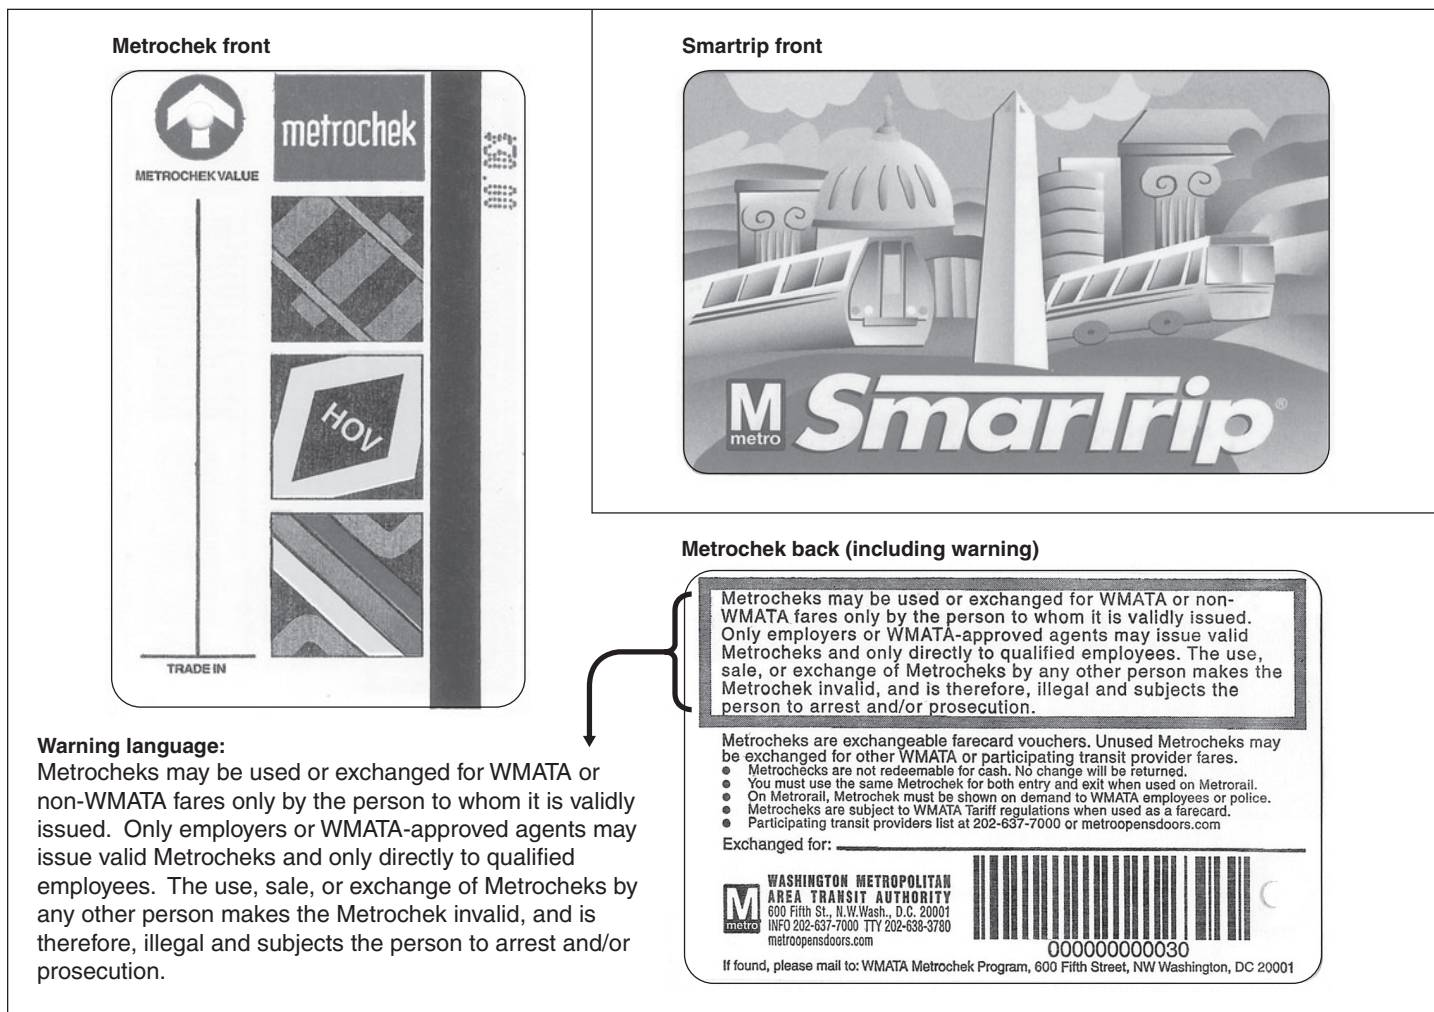 Metrochek front
METROCHEK VALUE
metrochek
$30.00
HOV
TRADE IN
Smartrip front
M
metro
SmarTrip®
Metrochek back (including warning)
Metrocheks may be used or exchanged for WMATA or non-
WMATA fares only by the person to whom it is validly issued.
Only employers or WMATA-approved agents may issue valid
Metrocheks and only directly to qualified employees. The use,
sale, or exchange of Metrocheks by any other person makes the
Metrochek invalid, and is therefore, illegal and subjects the
person to arrest and/or prosecution.
Metrocheks are exchangeable farecard vouchers. Unused Metrocheks may
be exchanged for other WMATA or participating transit provider fares.
● Metrochecks are not redeemable for cash. No change will be returned.
● You must use the same Metrochek for both entry and exit when used on Metrorail.
● On Metrorail, Metrochek must be shown on demand to WMATA employees or police.
● Metrocheks are subject to WMATA Tariff regulations when used as a farecard.
● Participating transit providers list at 202-637-7000 or metroopensdoors.com
Exchanged for:
M
metro
WASHINGTON METROPOLITAN
AREA TRANSIT AUTHORITY
600 Fifth St., N.W.Wash., D.C. 20001
INFO 202-637-7000 TTY 202-638-3780
metroopensdoors.com
000000000030
If found, please mail to: WMATA Metrochek Program, 600 Fifth Street, NW Washington, DC 20001
Warning language:
Metrocheks may be used or exchanged for WMATA or
non-WMATA fares only by the person to whom it is validly
issued. Only employers or WMATA-approved agents may
issue valid Metrocheks and only directly to qualified
employees. The use, sale, or exchange of Metrocheks by
any other person makes the Metrochek invalid, and is
therefore, illegal and subjects the person to arrest and/or
prosecution.